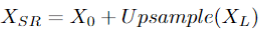 X_{SR} = X_0 + Upsample(X_L)